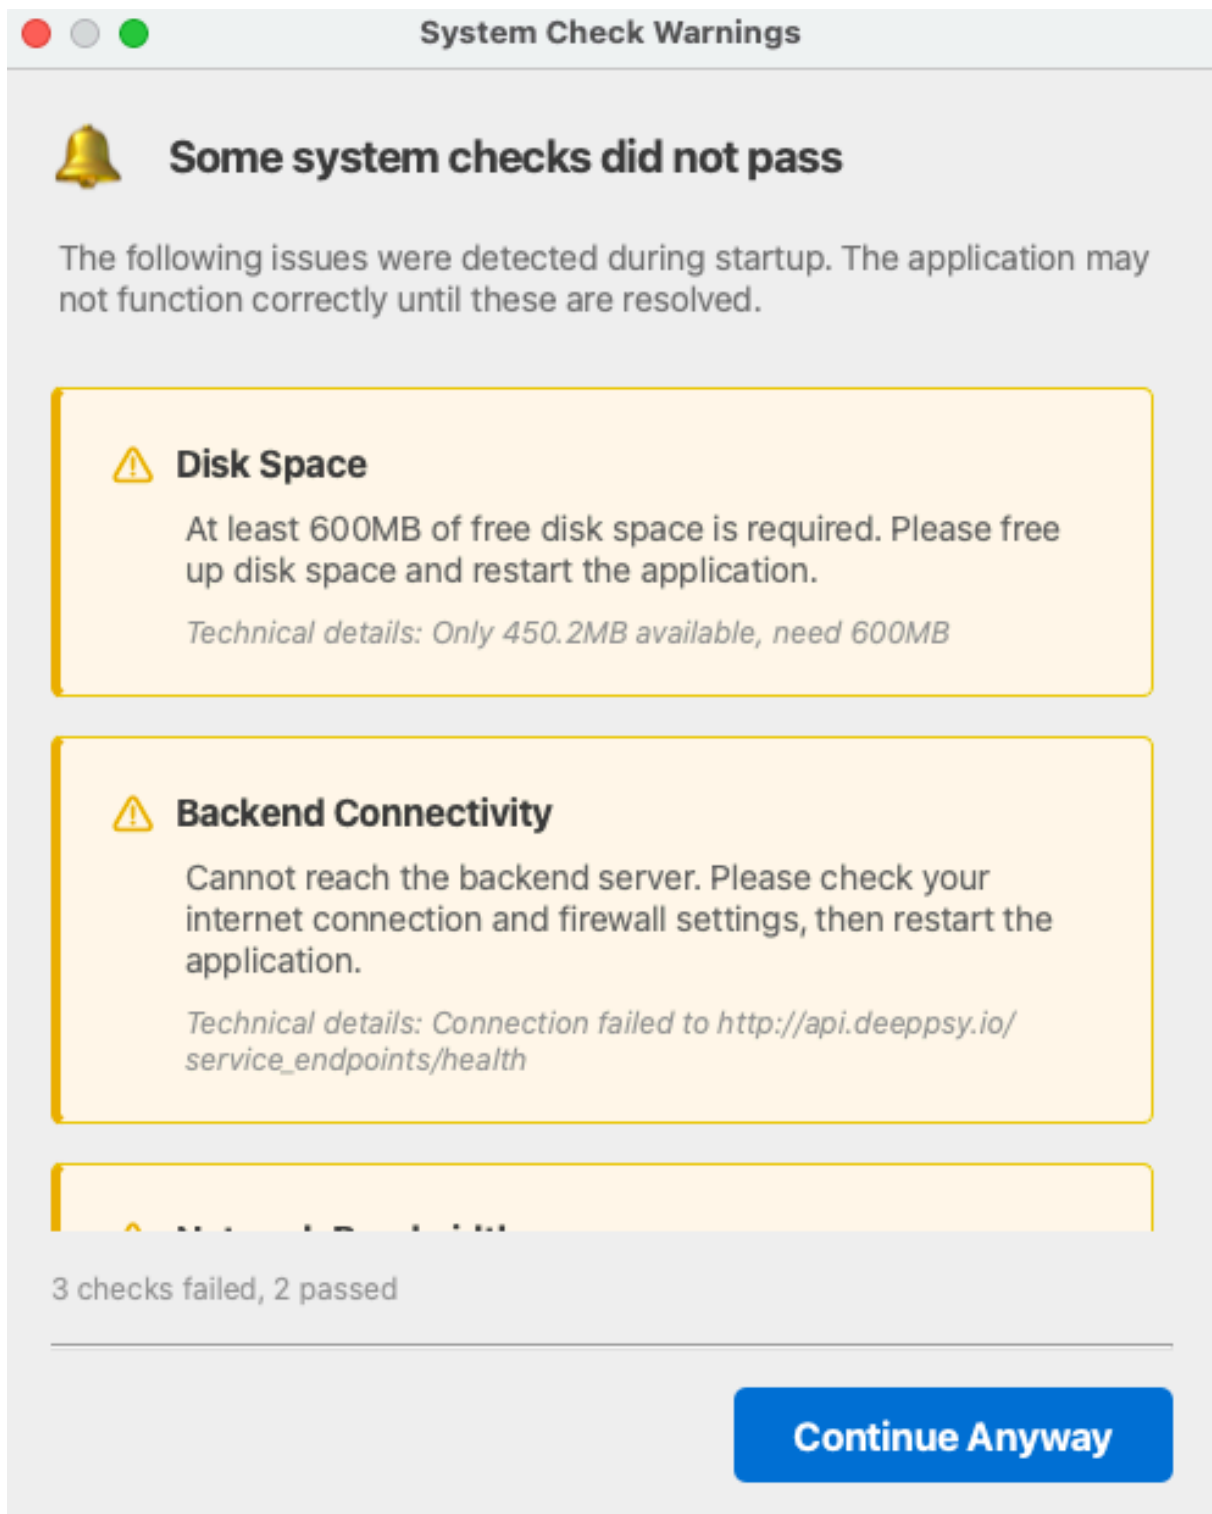 System Check Warnings
Some system checks did not pass
The following issues were detected during startup. The application may
not function correctly until these are resolved.
Disk Space
At least 600MB of free disk space is required. Please free
up disk space and restart the application.
Technical details: Only 450.2MB available, need 600MB
Backend Connectivity
Cannot reach the backend server. Please check your
internet connection and firewall settings, then restart the
application.
Technical details: Connection failed to http://api.deeppsy.io/
service_endpoints/health
Network Bandwidth
3 checks failed, 2 passed
Continue Anyway